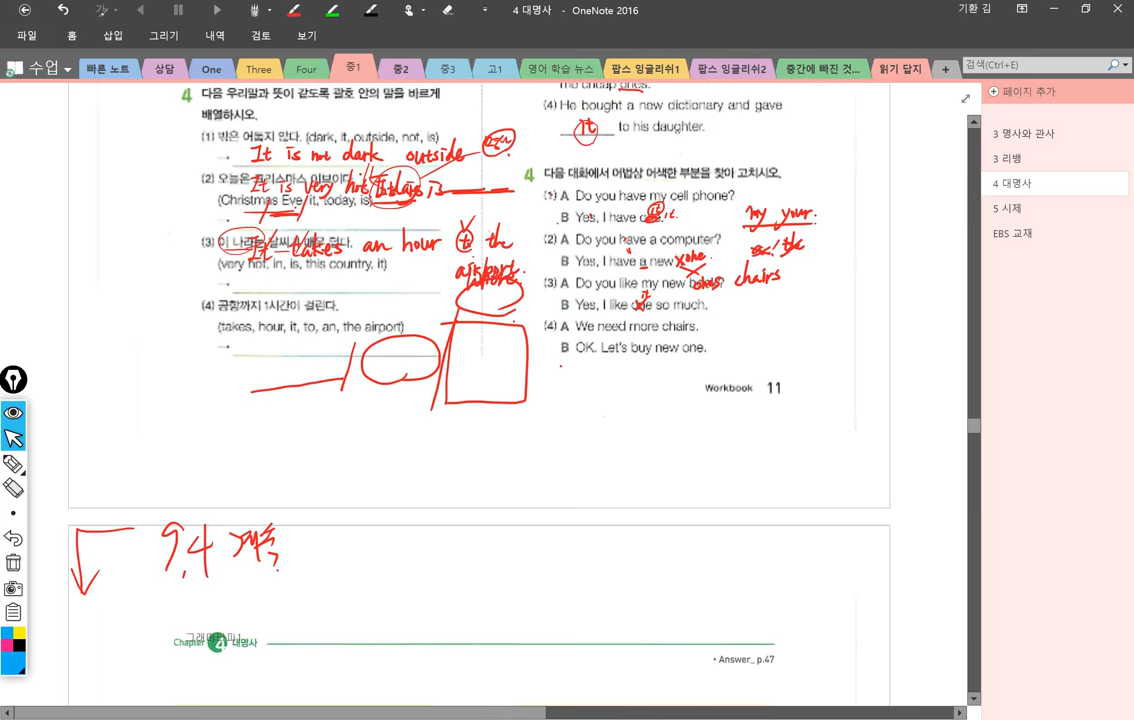 4 대명사 - OneNote 2016
기환 김
파일 홈 삽입 그리기 내역 검토 보기
수업 빠른 노트 상담 One Three Four 중1 중2 중3 고1 영어 학습 뉴스 팝스 잉글리쉬1 팝스 잉글리쉬2 중간에 빠진 것... 읽기 답지 + 검색(Ctrl+E)
페이지 추가
3 명사와 관사
3 리뱅
4 대명사
5 시제
EBS 교재
4 다음 우리말과 뜻이 같도록 괄호 안의 말을 바르게
배열하시오.
(1) 밖은 어둡지 않다. (dark, it, outside, not, is)
→ It is not dark outside
(2) 오늘은 크리스마스 이브이다.
It is very hot
(Christmas Eve, it, today, is)
→
(3) 이 나라는 날씨가 매우 덥다.
It takes an hour to the
airport
(very hot, in, is, this country, it)
→
(4) 공항까지 1시간이 걸린다.
(takes, hour, it, to, an, the airport)
→
ones.
(4) He bought a new dictionary and gave
it to his daughter.
4 다음 대화에서 어법상 어색한 부분을 찾아 고치시오.
(1) A Do you have my cell phone?
B Yes, I have one. it.
my your.
(2) A Do you have a computer?
B Yes, I have a new one.
(3) A Do you like my new
ones chairs
B Yes, I like one so much.
it
(4) A We need more chairs.
B OK. Let's buy new one.
Workbook 11
9.4
Chapter 4 대명사
• Answer_ p.47